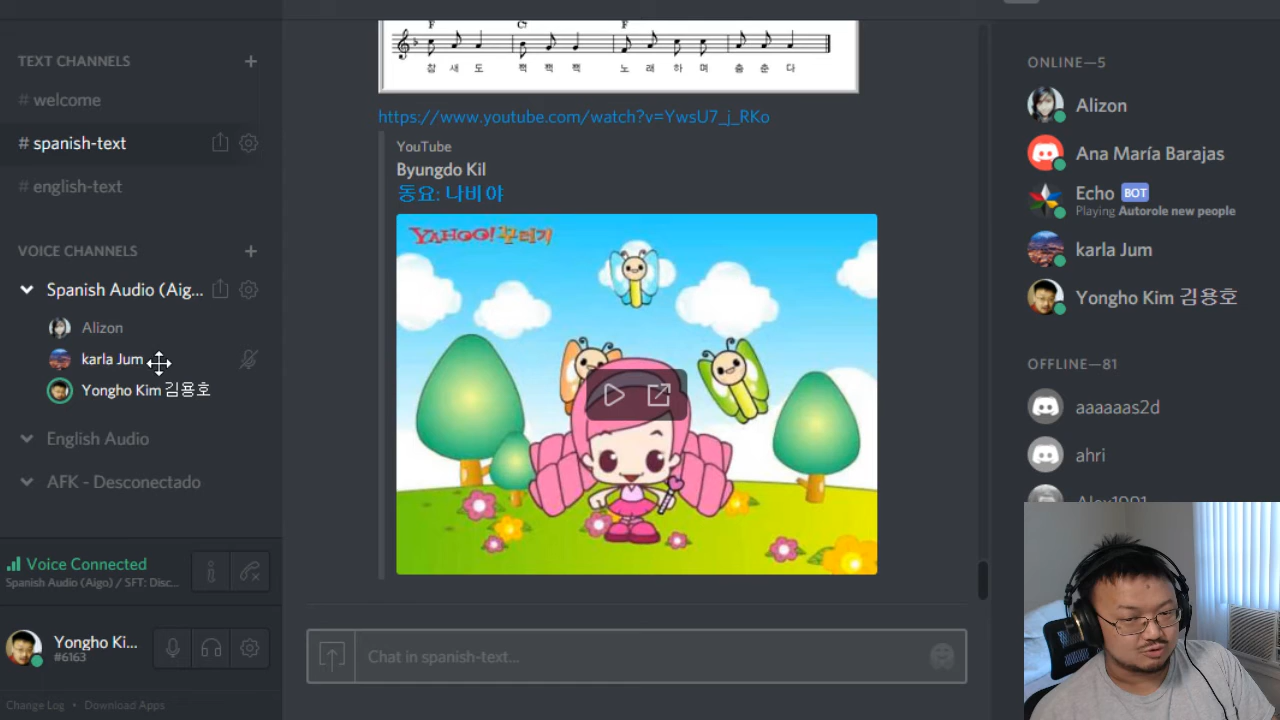 TEXT CHANNELS +
# welcome
# spanish-text
# english-text
VOICE CHANNELS +
Spanish Audio (Aig...
Alizon
karla Jum
Yongho Kim 김용호
English Audio
AFK - Desconectado
Voice Connected
Spanish Audio (Aigo) / SFT: Disc...
Yongho Ki...
#6163
Change Log • Download Apps
F C7 F
참 새 도 짹 짹 짹 노 래 하 며 춤 춘 다
https://www.youtube.com/watch?v=YwsU7_j_RKo
YouTube
Byungdo Kil
동요: 나비야
YAHOO! 꾸러기
Chat in spanish-text...
ONLINE—5
Alizon
Ana María Barajas
Echo BOT
Playing Autorole new people
karla Jum
Yongho Kim 김용호
OFFLINE—81
aaaaaas2d
ahri